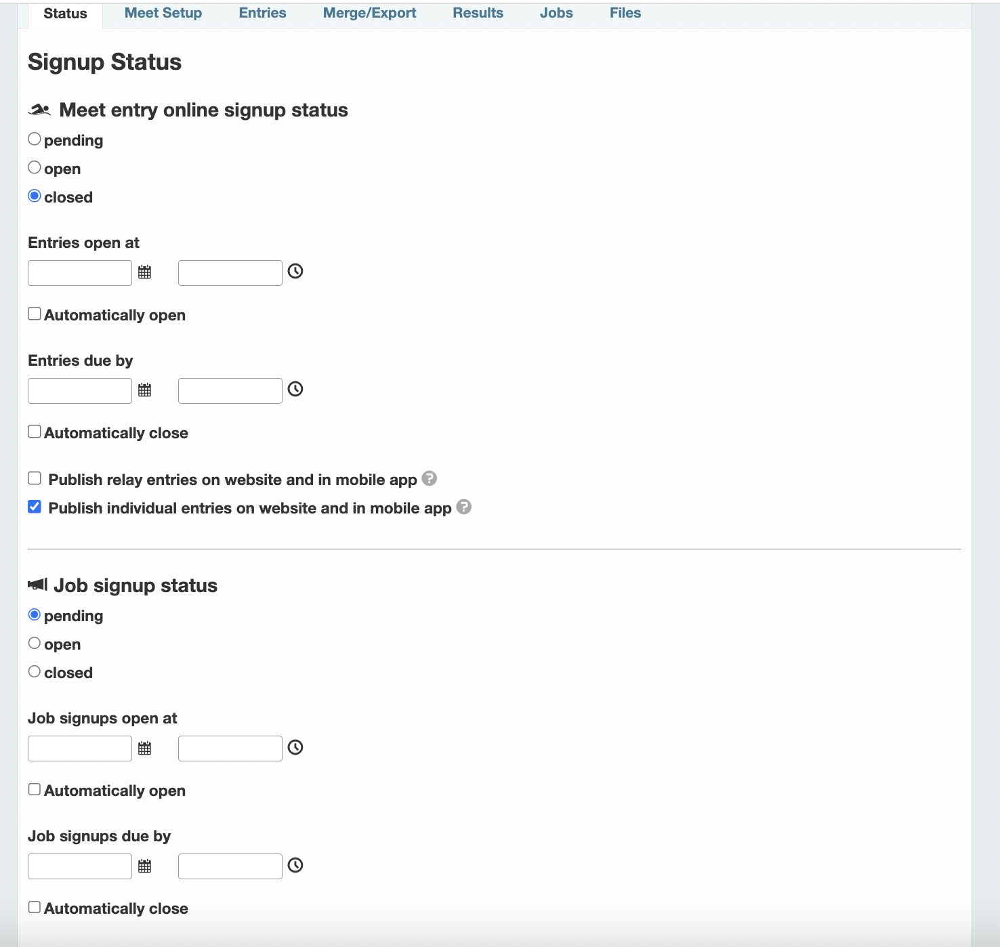 Status Meet Setup Entries Merge/Export Results Jobs Files
Signup Status
Meet entry online signup status
pending
open
closed
Entries open at
Automatically open
Entries due by
Automatically close
Publish relay entries on website and in mobile app ?
Publish individual entries on website and in mobile app ?
Job signup status
pending
open
closed
Job signups open at
Automatically open
Job signups due by
Automatically close